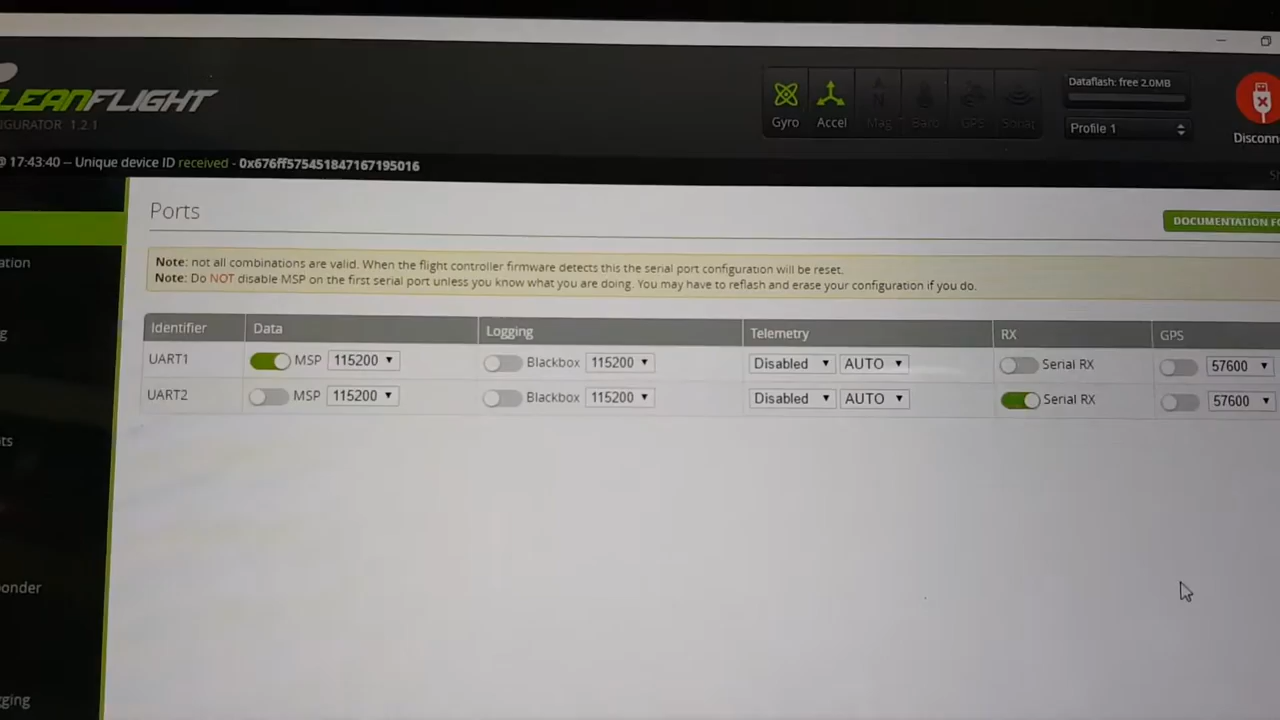 LEANFLIGHT
IGURATOR 1.2.1
Gyro
Accel
Mag
Baro
GPS
Sonar
Dataflash: free 2.0MB
Profile 1
Disconn
@ 17:43:40 -- Unique device ID received - 0x676ff575451847167195016
Ports
DOCUMENTATION FO
ation
Note: not all combinations are valid. When the flight controller firmware detects this the serial port configuration will be reset.
Note: Do NOT disable MSP on the first serial port unless you know what you are doing. You may have to reflash and erase your configuration if you do.
g
Identifier Data Logging Telemetry RX GPS
UART1 MSP 115200 Blackbox 115200 Disabled AUTO Serial RX 57600
UART2 MSP 115200 Blackbox 115200 Disabled AUTO Serial RX 57600
ts
onder
gging